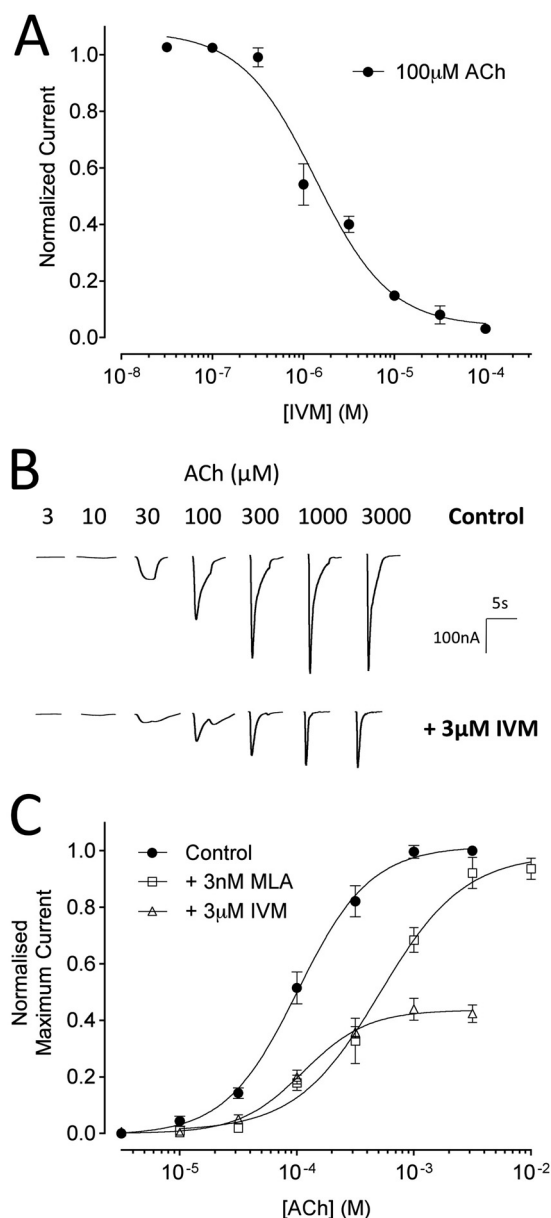 A
1.0
0.8
0.6
0.4
0.2
0.0
Normalized Current
100μM ACh
10-8 10-7 10-6 10-5 10-4
[IVM] (M)
B
ACh (μM)
3 10 30 100 300 1000 3000 Control
5s
100nA
+ 3μM IVM
C
1.0
0.8
0.6
0.4
0.2
0.0
Normalised
Maximum Current
Control
+ 3nM MLA
+ 3μM IVM
10-5 10-4 10-3 10-2
[ACh] (M)